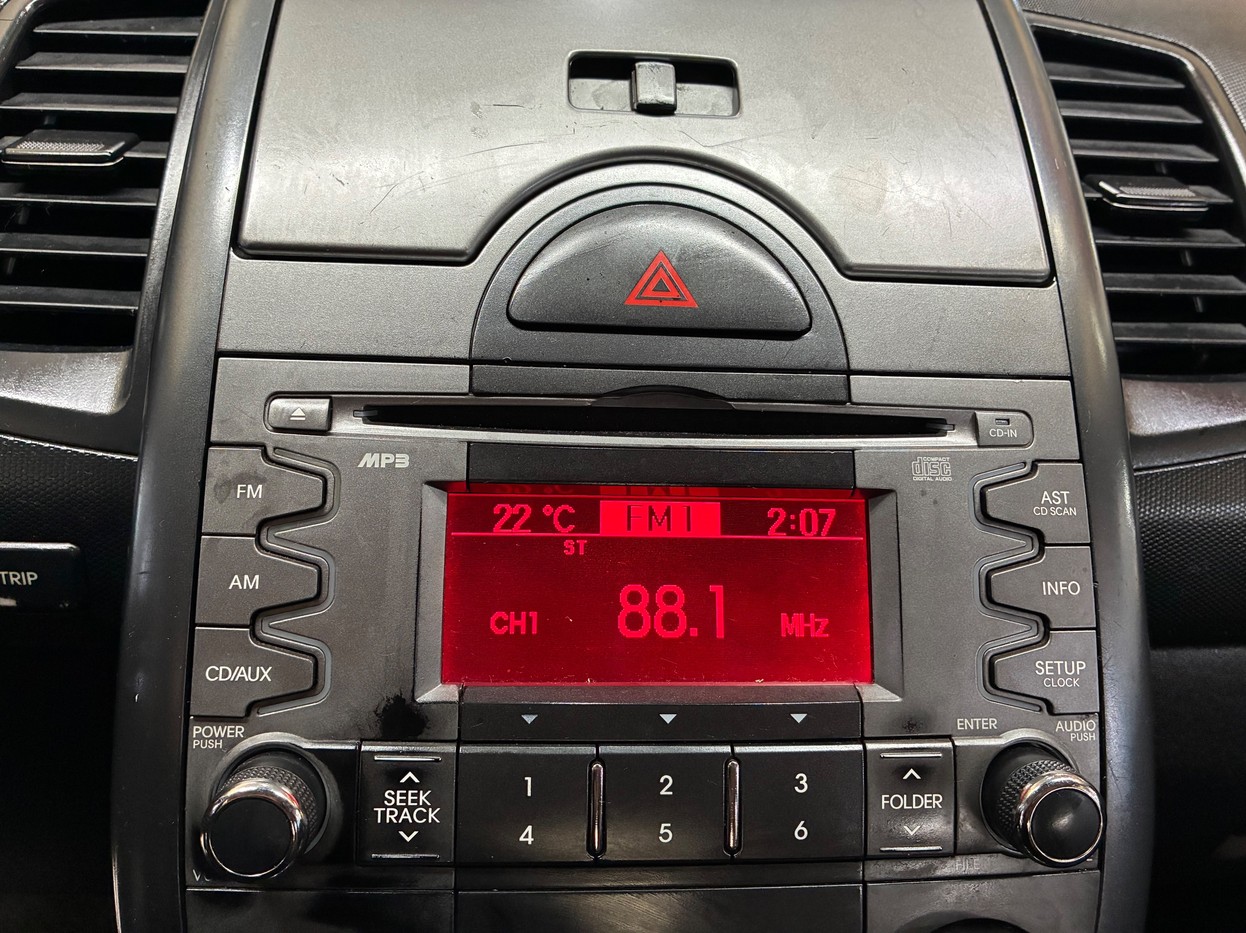 CD-IN
MP3
COMPACT
disc
DIGITAL AUDIO
FM
AM
CD/AUX
22 °C FM1 2:07
ST
CH1 88.1 MHz
AST
CD SCAN
INFO
SETUP
CLOCK
TRIP
POWER
PUSH
ENTER
AUDIO
PUSH
SEEK
TRACK
1 2 3
4 5 6
FOLDER
FILE